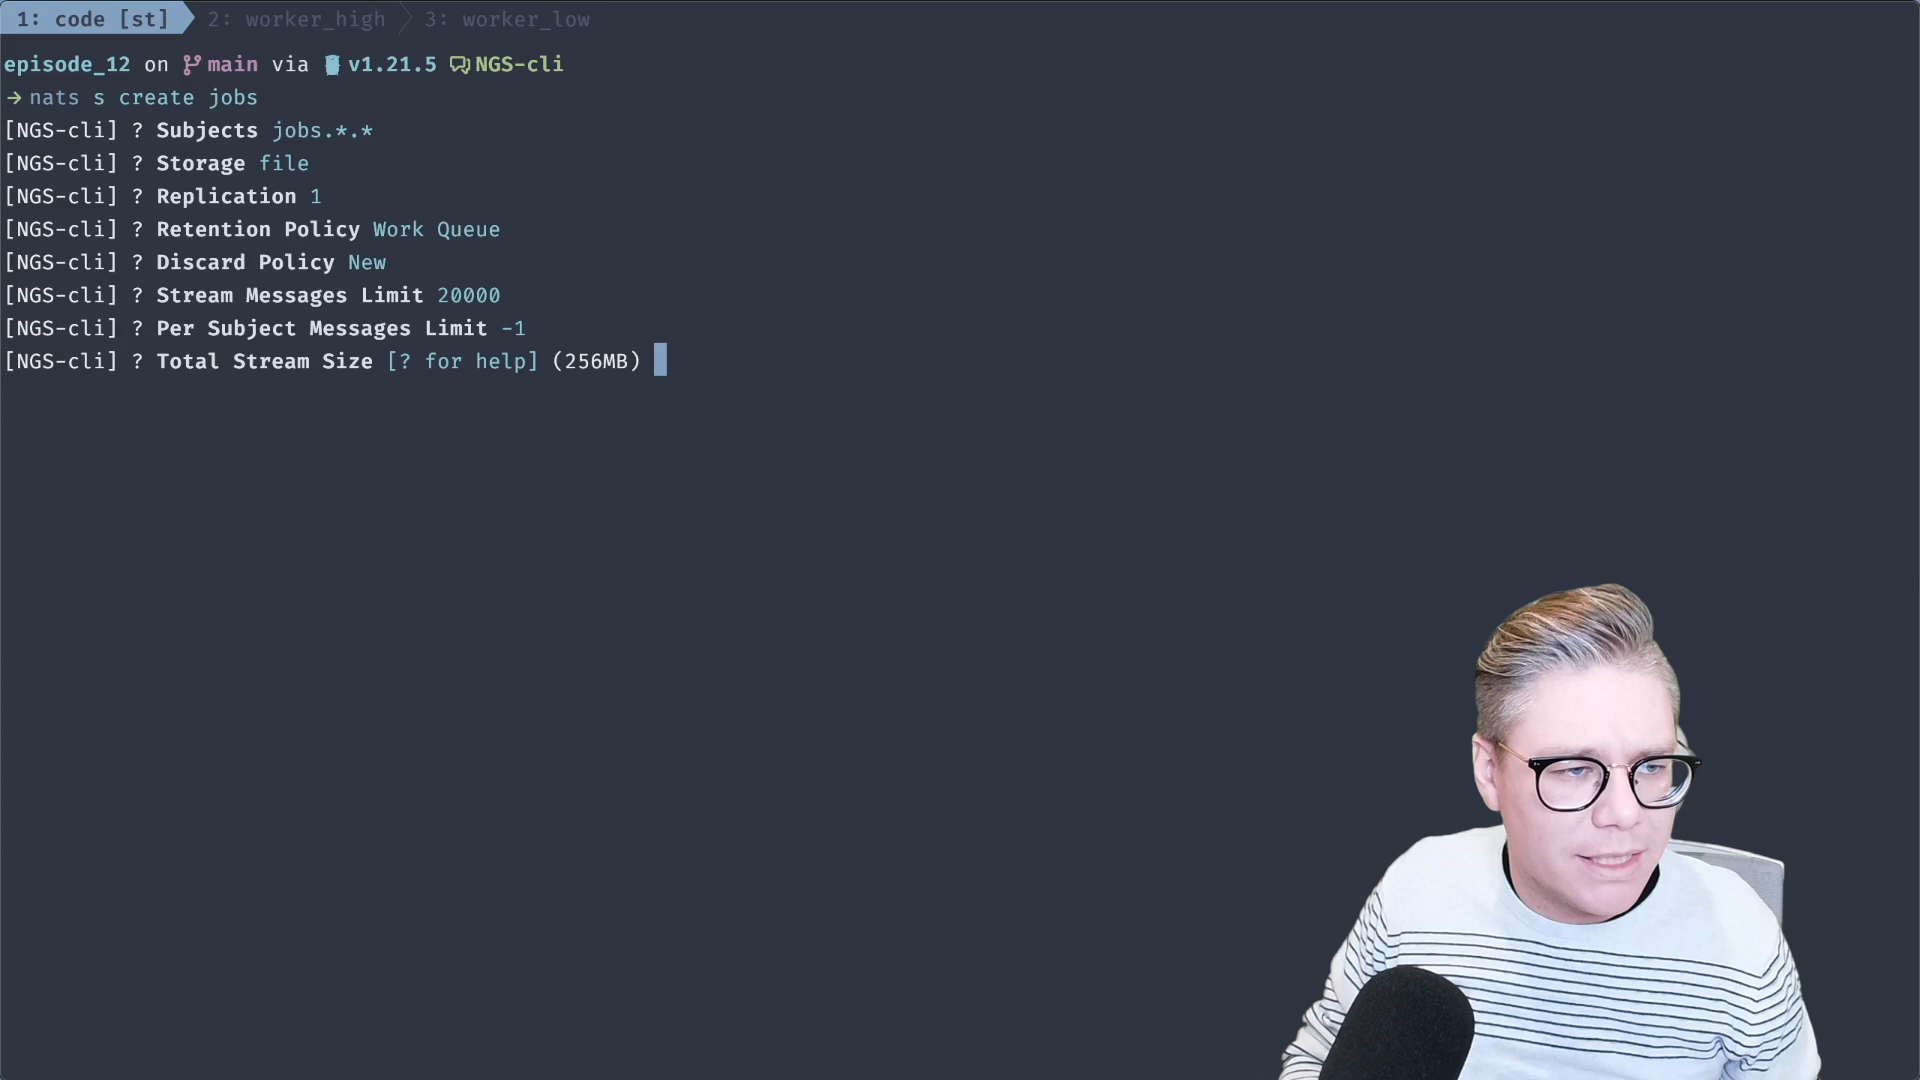 1: code [st] 2: worker_high 3: worker_low
episode_12 on main via v1.21.5 NGS-cli
→ nats s create jobs
[NGS-cli] ? Subjects jobs.*.*
[NGS-cli] ? Storage file
[NGS-cli] ? Replication 1
[NGS-cli] ? Retention Policy Work Queue
[NGS-cli] ? Discard Policy New
[NGS-cli] ? Stream Messages Limit 20000
[NGS-cli] ? Per Subject Messages Limit -1
[NGS-cli] ? Total Stream Size [? for help] (256MB)